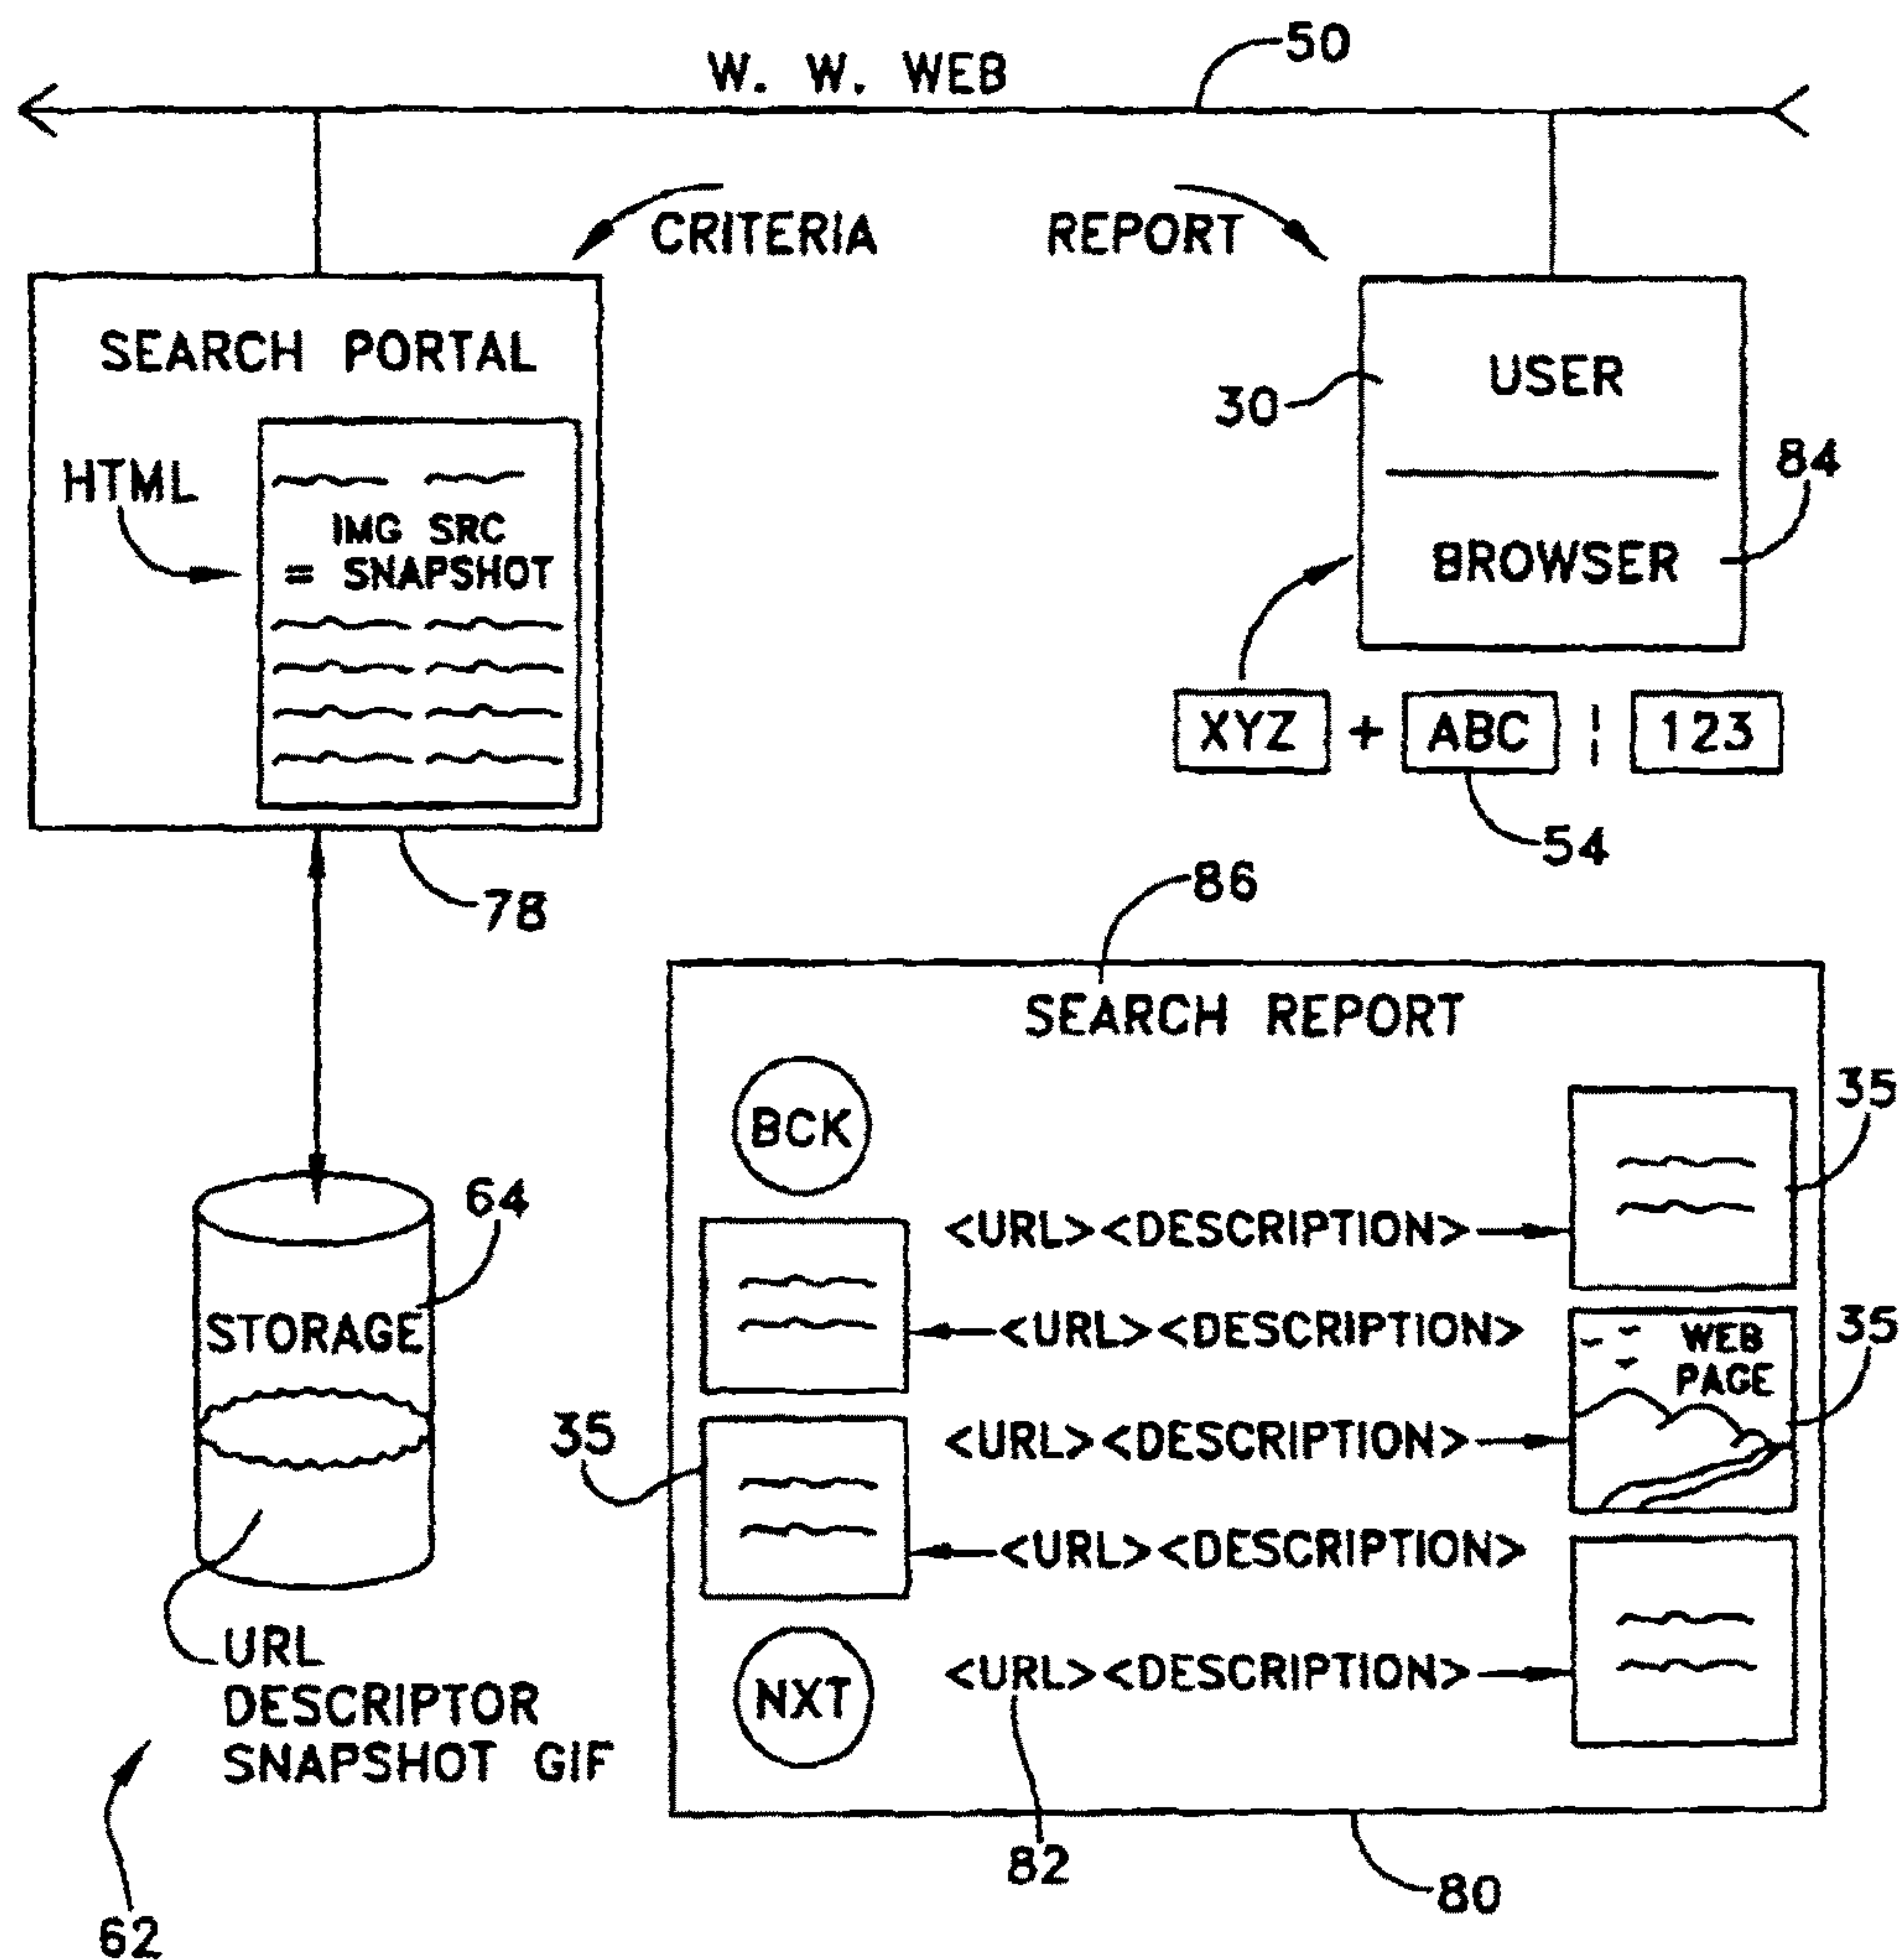 50
W. W. WEB
CRITERIA
REPORT
SEARCH PORTAL
HTML
IMG SRC
= SNAPSHOT
78
USER
30
84
BROWSER
XYZ + ABC ¦ 123
54
86
SEARCH REPORT
BCK
35
<URL><DESCRIPTION>
<URL><DESCRIPTION>
35
WEB
PAGE
<URL><DESCRIPTION>
35
<URL><DESCRIPTION>
NXT
<URL><DESCRIPTION>
82
80
64
STORAGE
URL
DESCRIPTOR
SNAPSHOT GIF
62